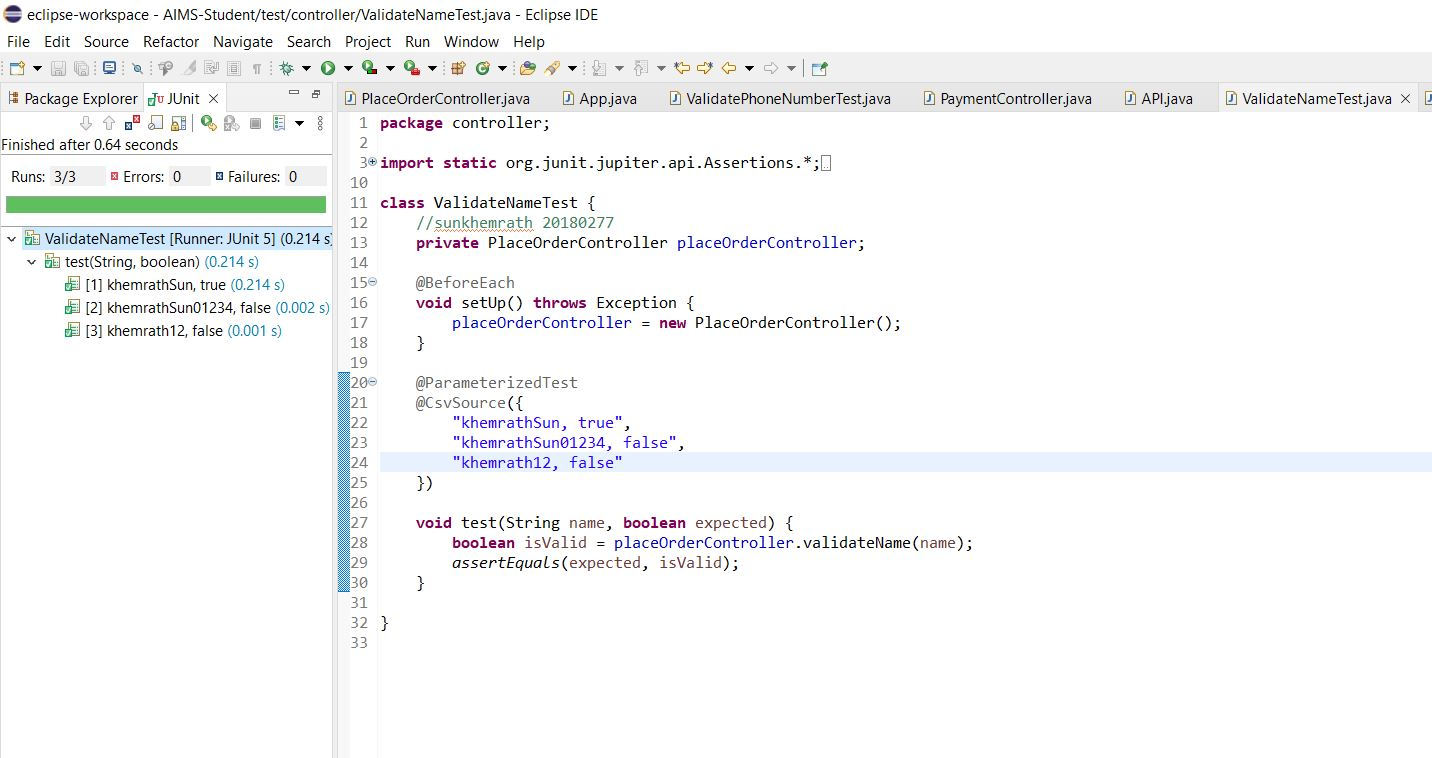 eclipse-workspace - AIMS-Student/test/controller/ValidateNameTest.java - Eclipse IDE
File Edit Source Refactor Navigate Search Project Run Window Help
Package Explorer JUnit
Finished after 0.64 seconds
Runs: 3/3 Errors: 0 Failures: 0
ValidateNameTest [Runner: JUnit 5] (0.214 s
test(String, boolean) (0.214 s)
[1] khemrathSun, true (0.214 s)
[2] khemrathSun01234, false (0.002 s)
[3] khemrath12, false (0.001 s)
PlaceOrderController.java App.java ValidatePhoneNumberTest.java PaymentController.java API.java ValidateNameTest.java
1 package controller;
2
3 import static org.junit.jupiter.api.Assertions.*;
10
11 class ValidateNameTest {
12 //sunkhemrath 20180277
13 private PlaceOrderController placeOrderController;
14
15 @BeforeEach
16 void setUp() throws Exception {
17 placeOrderController = new PlaceOrderController();
18 }
19
20 @ParameterizedTest
21 @CsvSource({
22 "khemrathSun, true",
23 "khemrathSun01234, false",
24 "khemrath12, false"
25 })
26
27 void test(String name, boolean expected) {
28 boolean isValid = placeOrderController.validateName(name);
29 assertEquals(expected, isValid);
30 }
31
32 }
33